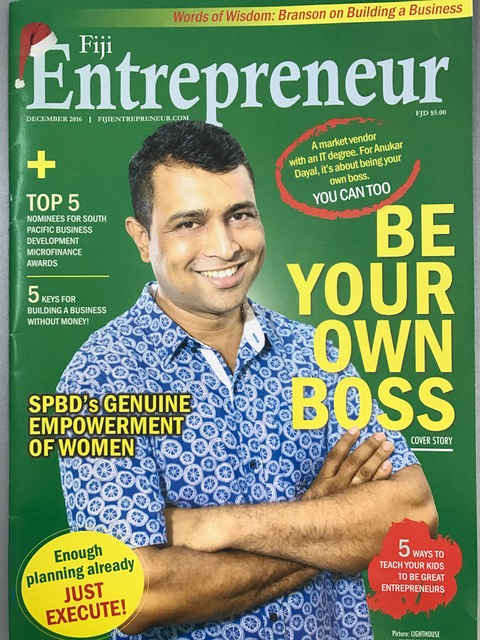 Words of Wisdom: Branson on Building a Business
Fiji
Entrepreneur
DECEMBER 2016 | FIJIENTREPRENEUR.COM
FJD $5.00
+
TOP 5
NOMINEES FOR SOUTH
PACIFIC BUSINESS
DEVELOPMENT
MICROFINANCE
AWARDS
5 KEYS FOR
BUILDING A BUSINESS
WITHOUT MONEY!
A market vendor
with an IT degree. For Anukar
Dayal, it's about being your
own boss.
YOU CAN TOO
BE
YOUR
OWN
BOSS
COVER STORY
SPBD's GENUINE
EMPOWERMENT
OF WOMEN
Enough
planning already
JUST
EXECUTE!
5 WAYS TO
TEACH YOUR KIDS
TO BE GREAT
ENTREPRENEURS
Picture: LIGHTHOUSE